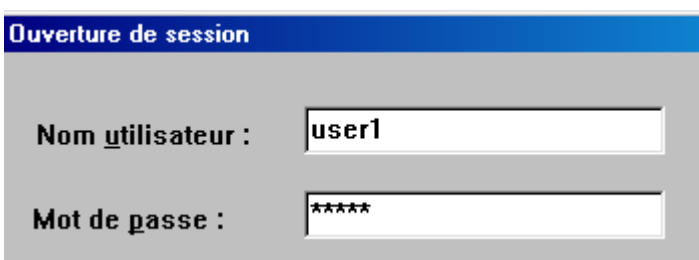 Ouverture de session
Nom utilisateur : user1
Mot de passe : *****